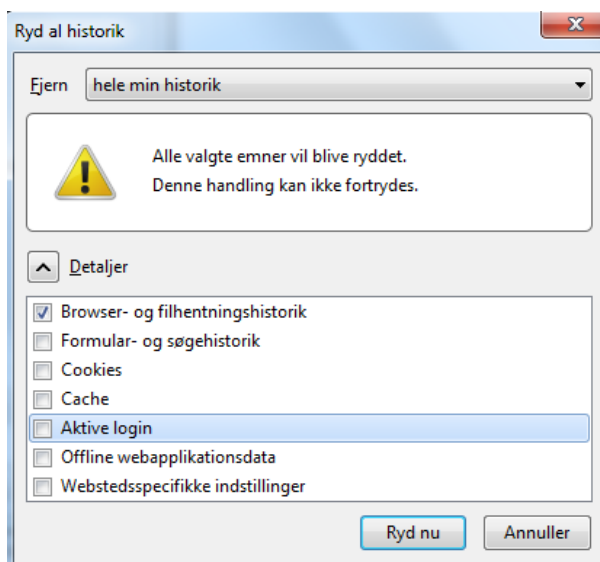 Ryd al historik
Fjern hele min historik
Alle valgte emner vil blive ryddet.
Denne handling kan ikke fortrydes.
Detaljer
Browser- og filhentningshistorik
Formular- og søgehistorik
Cookies
Cache
Aktive login
Offline webapplikationsdata
Webstedsspecifikke indstillinger
Ryd nu Annuller